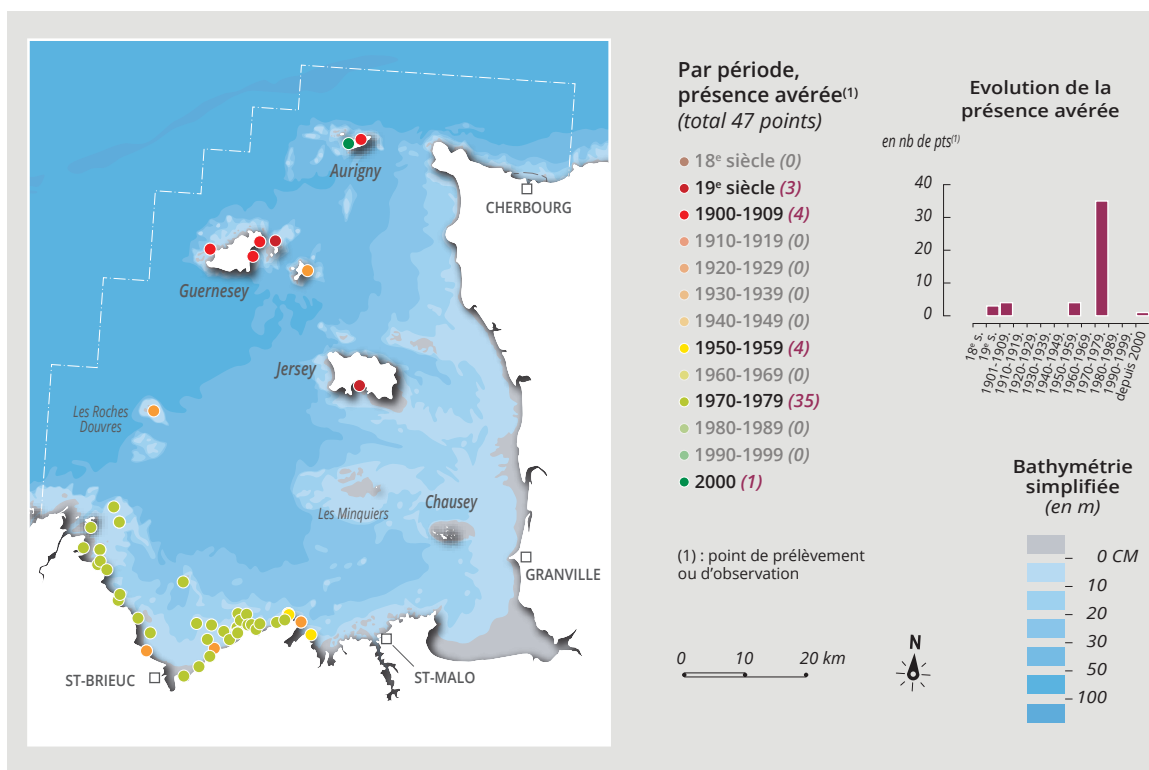 Aurigny
CHERBOURG
Guernesey
Jersey
Les Roches
Douvres
Les Minquiers
Chausey
GRANVILLE
ST-BRIEUC
ST-MALO
Par période,
présence avérée(1)
(total 47 points)
18e siècle (0)
19e siècle (3)
1900-1909 (4)
1910-1919 (0)
1920-1929 (0)
1930-1939 (0)
1940-1949 (0)
1950-1959 (4)
1960-1969 (0)
1970-1979 (35)
1980-1989 (0)
1990-1999 (0)
2000 (1)
(1) : point de prélèvement
ou d'observation
0 10 20 km
N
Evolution de la
présence avérée
en nb de pts(1)
40
30
20
10
0
18e s.
19e s.
1901-1909.
1910-1919.
1920-1929.
1930-1939.
1940-1949.
1950-1959.
1960-1969.
1970-1979.
1980-1989.
1990-1999.
depuis 2000
Bathymétrie
simplifiée
(en m)
0 CM
10
20
30
50
100